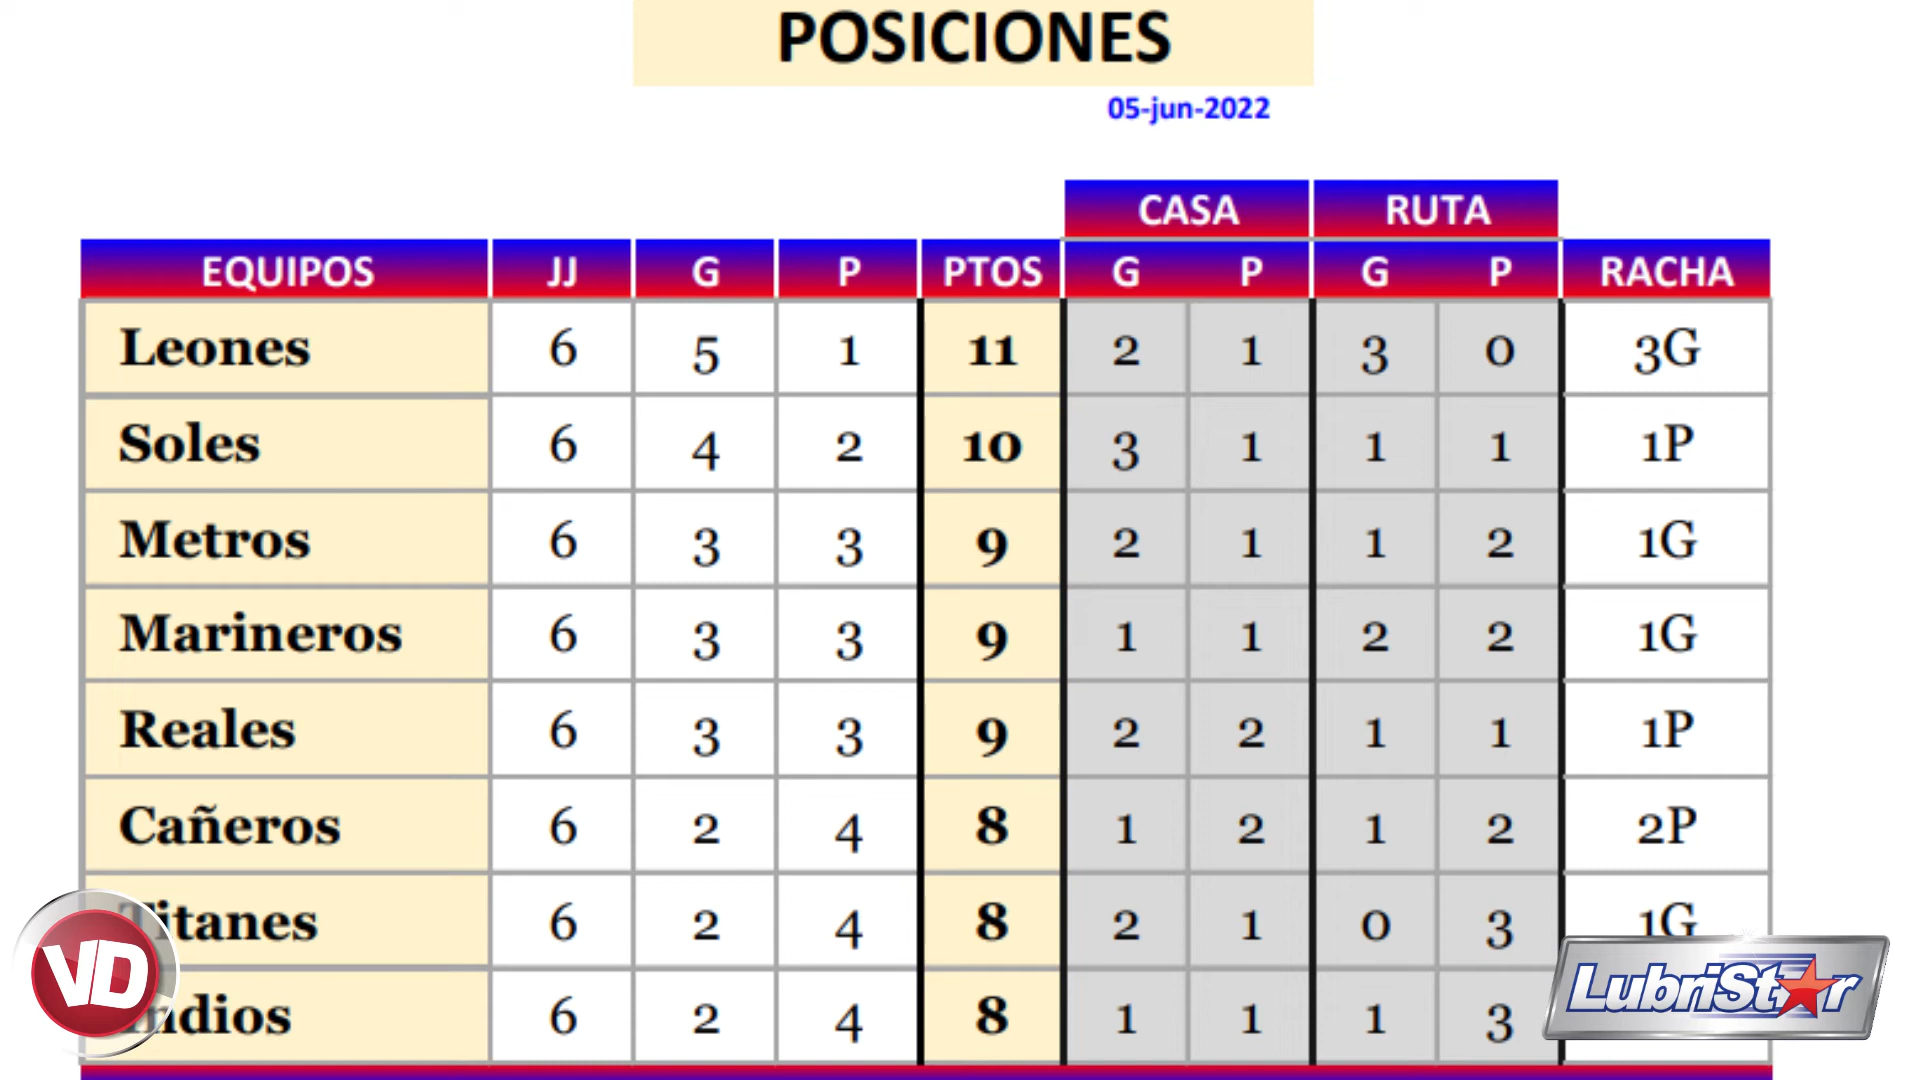 POSICIONES
05-jun-2022
CASA RUTA
EQUIPOS JJ G P PTOS G P G P RACHA
Leones 6 5 1 11 2 1 3 0 3G
Soles 6 4 2 10 3 1 1 1 1P
Metros 6 3 3 9 2 1 1 2 1G
Marineros 6 3 3 9 1 1 2 2 1G
Reales 6 3 3 9 2 2 1 1 1P
Cañeros 6 2 4 8 1 2 1 2 2P
Titanes 6 2 4 8 2 1 0 3 1G
Indios 6 2 4 8 1 1 1 3
VD
LubriStar